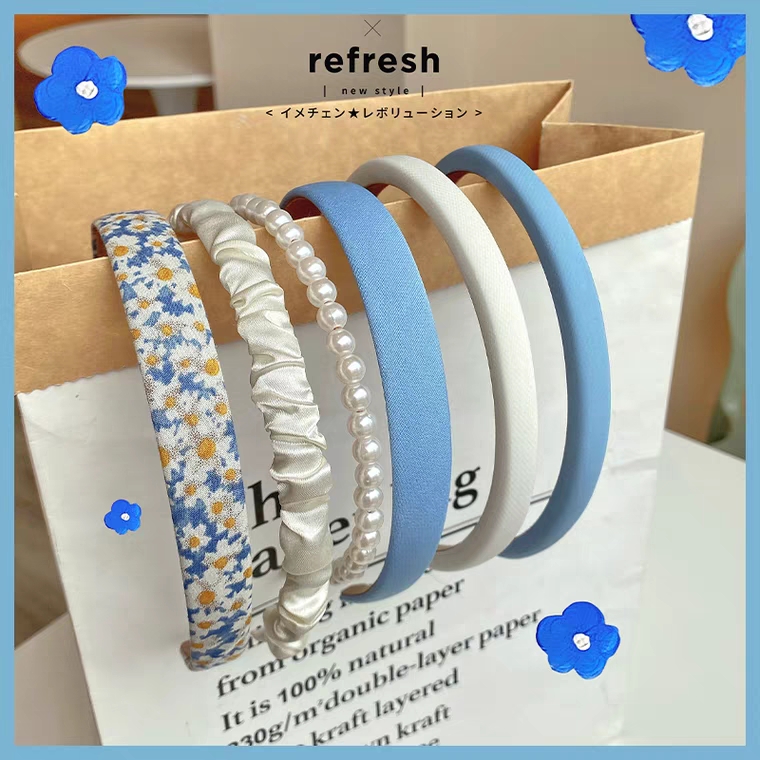 refresh
| new style |
< イメチェン★レボリューション >
from organic paper
It is 100% natural
230g/m²double-layer paper
kraft layered
kraft